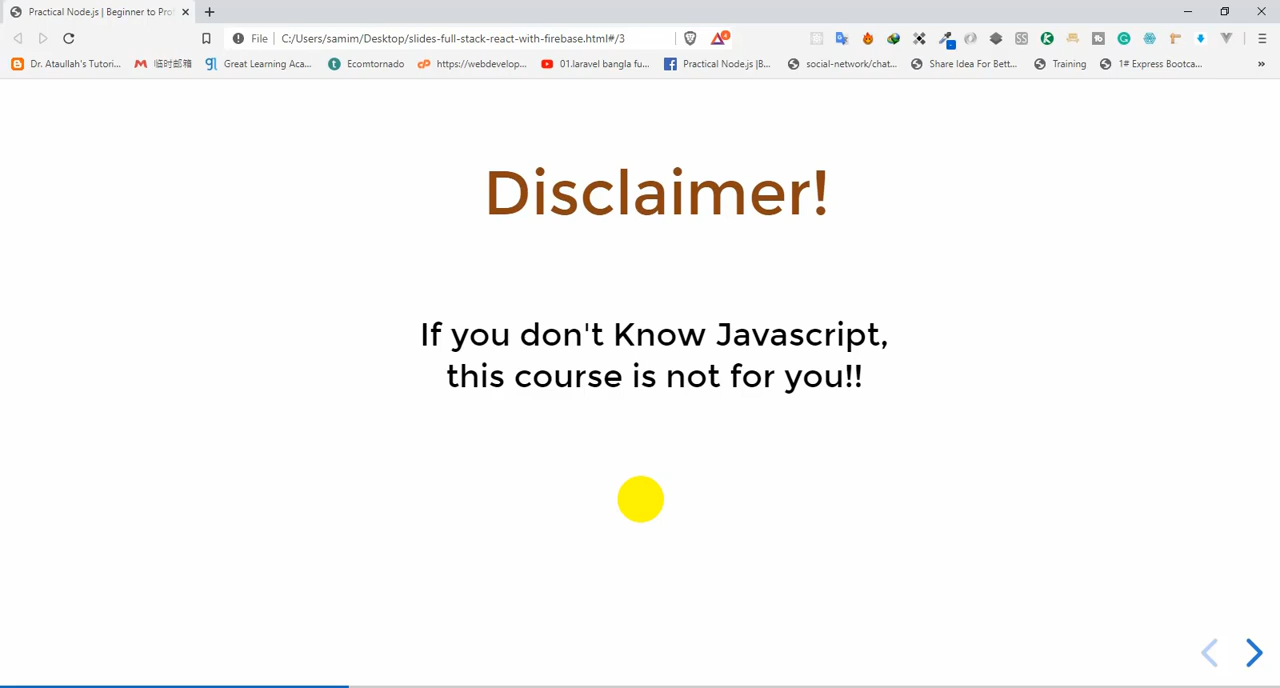 Practical Node.js | Beginner to Pro
File
C:/Users/samim/Desktop/slides-full-stack-react-with-firebase.html#/3
Dr. Ataullah's Tutori...
临时邮箱
Great Learning Aca...
Ecomtornado
https://webdevelop...
01.laravel bangla fu...
Practical Node.js |B...
social-network/chat...
Share Idea For Bett...
Training
1# Express Bootca...
Disclaimer!
If you don't Know Javascript,
this course is not for you!!